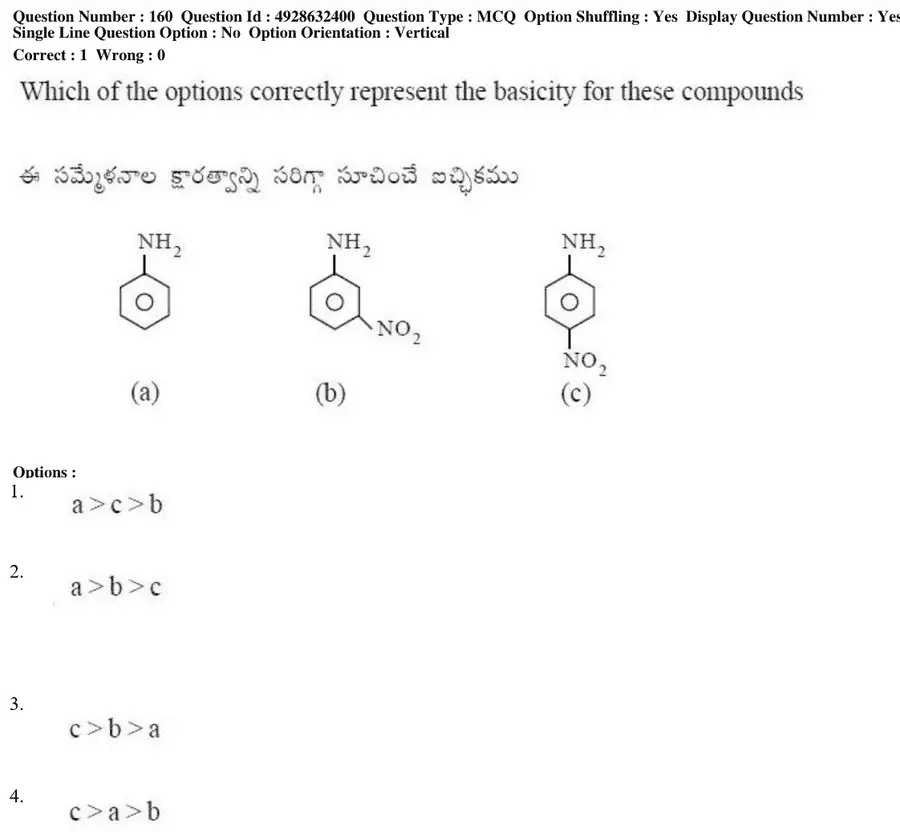 Question Number : 160 Question Id : 4928632400 Question Type : MCQ Option Shuffling : Yes Display Question Number : Yes
Single Line Question Option : No Option Orientation : Vertical
Correct : 1 Wrong : 0
Which of the options correctly represent the basicity for these compounds
ఈ సమ్మేళనాల క్షారత్వాన్ని సరిగ్గా సూచించే ఐచ్ఛికము
NH2 NH2 NH2
NO2
NO2
(a) (b) (c)
Options :
1. a > c > b
2. a > b > c
3. c > b > a
4. c > a > b